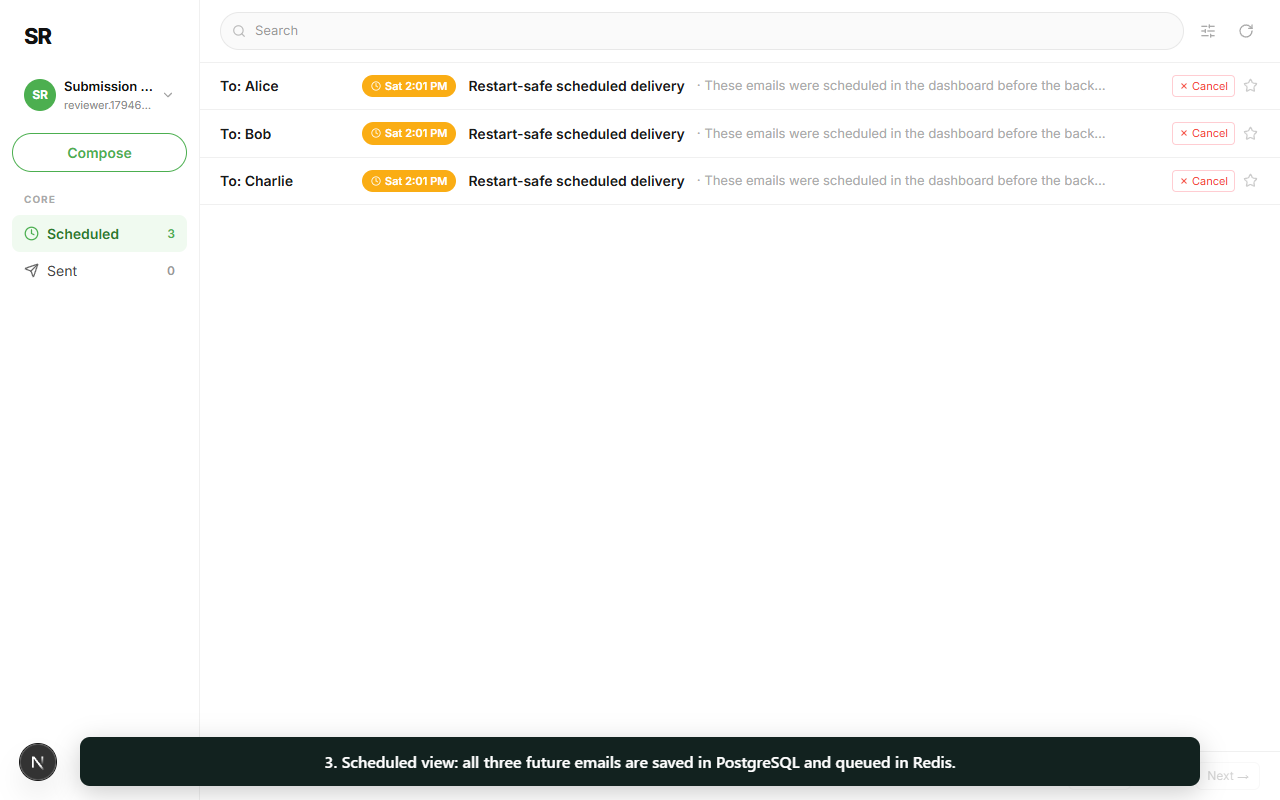 SR
Search
SR
Submission ...
reviewer.17946...
Compose
CORE
Scheduled 3
Sent 0
To: Alice Sat 2:01 PM Restart-safe scheduled delivery · These emails were scheduled in the dashboard before the back... × Cancel
To: Bob Sat 2:01 PM Restart-safe scheduled delivery · These emails were scheduled in the dashboard before the back... × Cancel
To: Charlie Sat 2:01 PM Restart-safe scheduled delivery · These emails were scheduled in the dashboard before the back... × Cancel
N
3. Scheduled view: all three future emails are saved in PostgreSQL and queued in Redis.
Next →